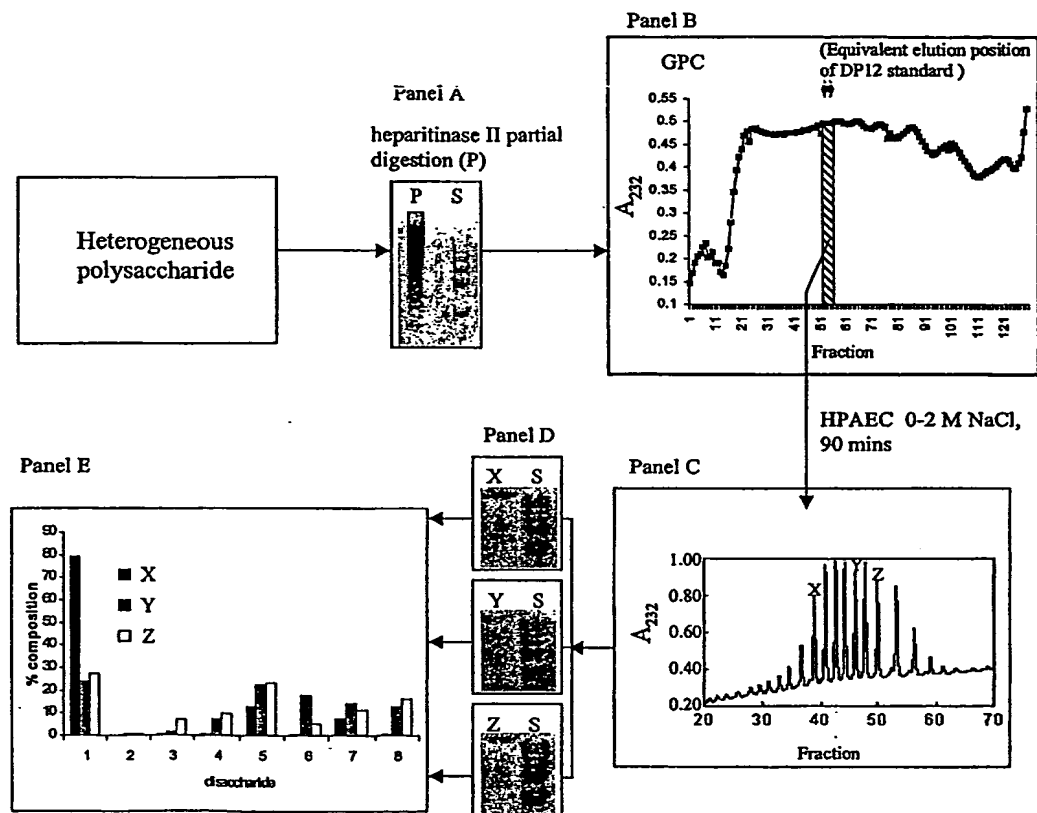 Panel A
heparitinase II partial
digestion (P)
P S
Heterogeneous
polysaccharide
Panel B
GPC
(Equivalent elution position
of DP12 standard )
A232
0.55
0.5
0.45
0.4
0.35
0.3
0.25
0.2
0.15
0.1
1 11 21 31 41 51 61 71 81 91 101 111 121
Fraction
HPAEC 0-2 M NaCl,
90 mins
Panel C
A232
1.00
0.80
0.60
0.40
0.20
X Y Z
20 30 40 50 60 70
Fraction
Panel D
X S
Y S
Z S
Panel E
% composition
90
80
70
60
50
40
30
20
10
0
X
Y
Z
1 2 3 4 5 6 7 8
disaccharide